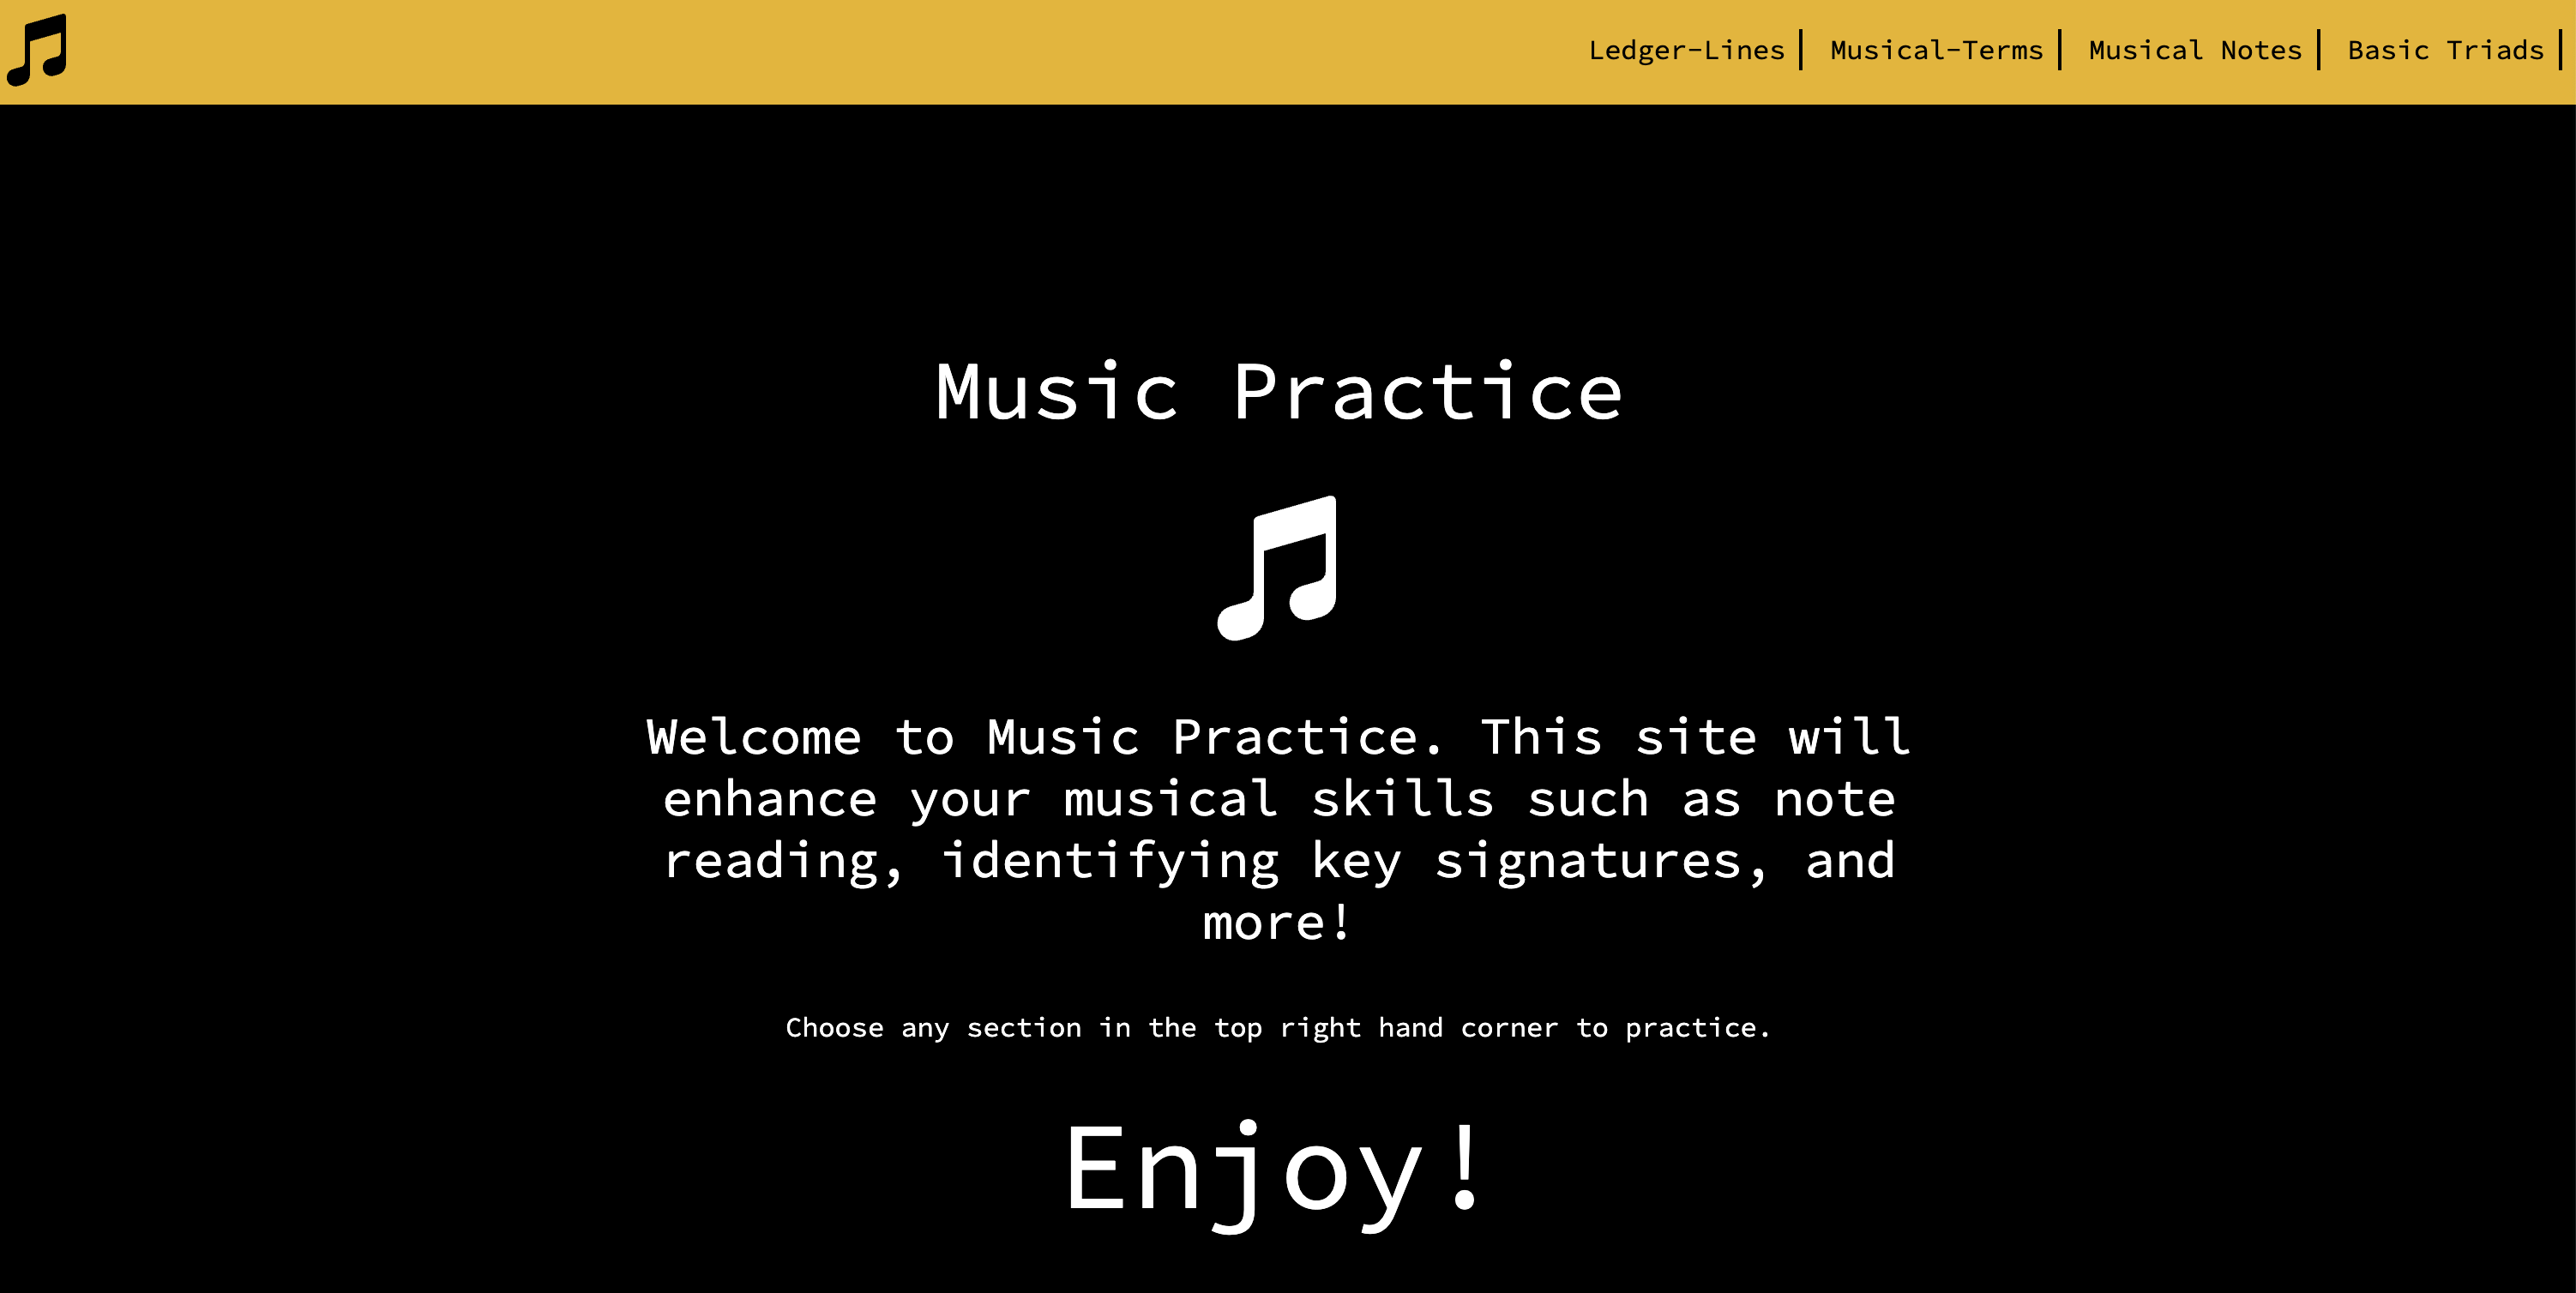 Ledger-Lines Musical-Terms Musical Notes Basic Triads
Music Practice
Welcome to Music Practice. This site will
enhance your musical skills such as note
reading, identifying key signatures, and
more!
Choose any section in the top right hand corner to practice.
Enjoy!